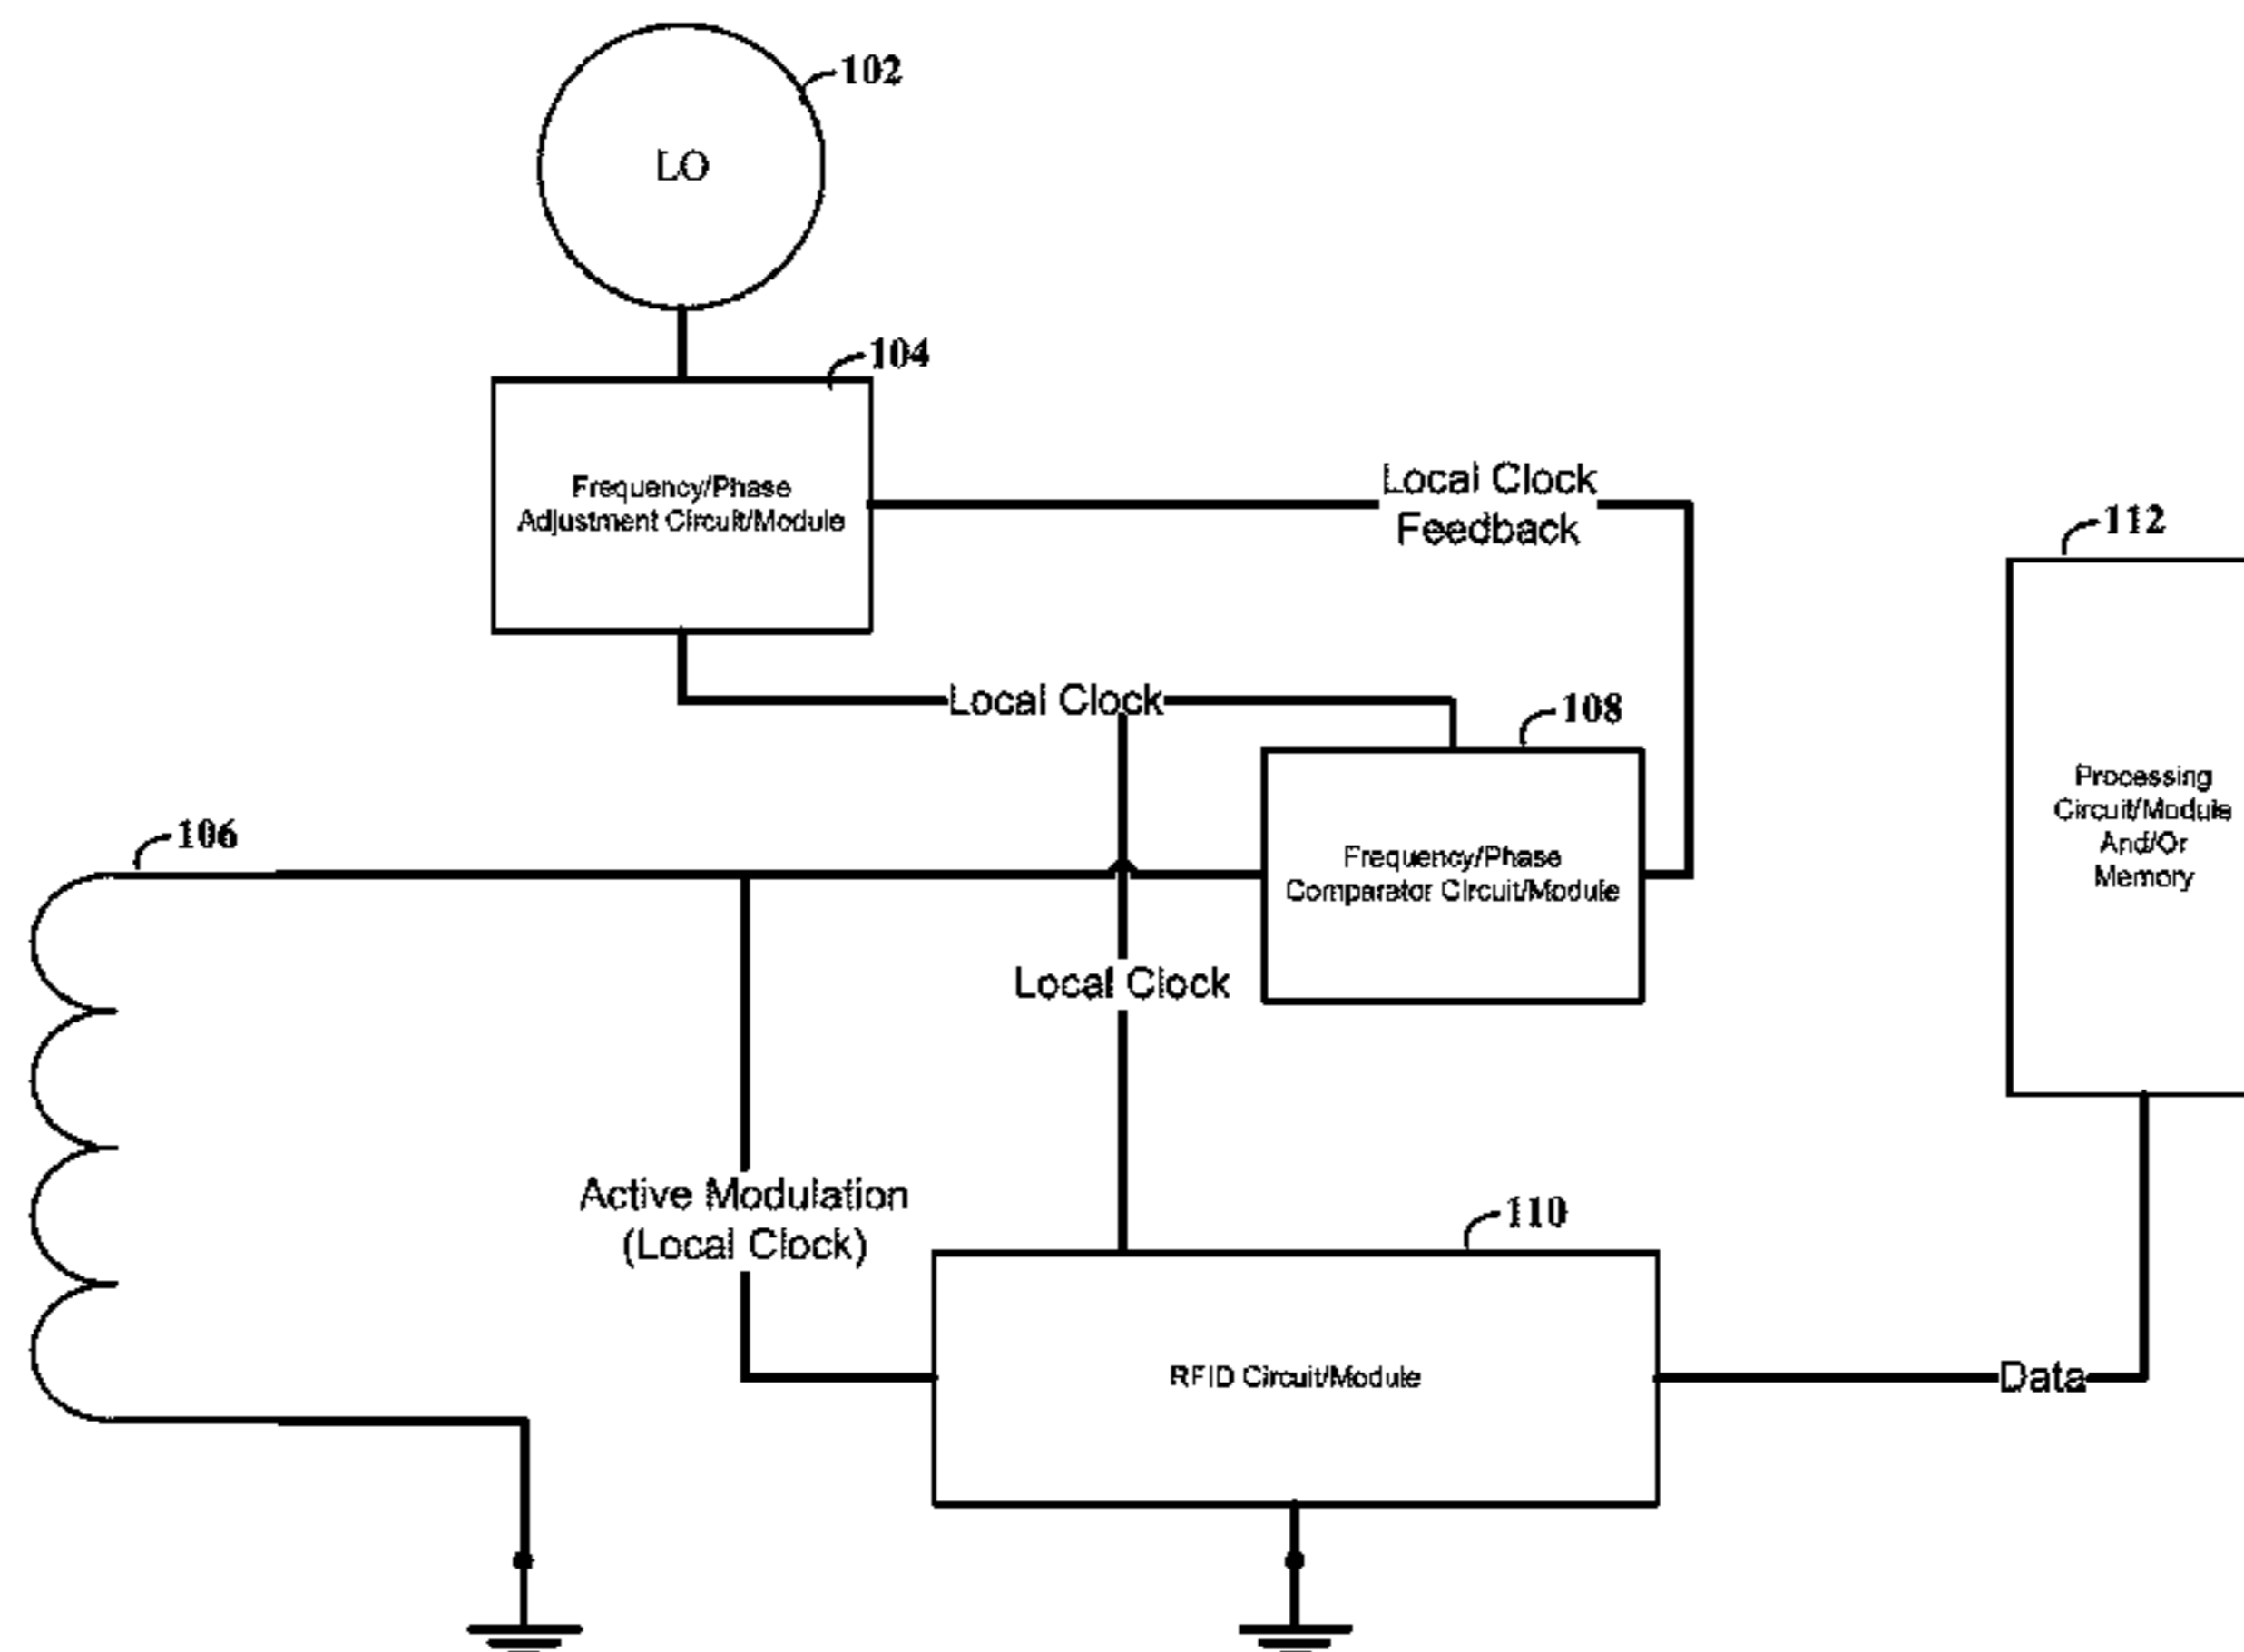 102
LO
104
Frequency/Phase
Adjustment Circuit/Module
Local Clock
Feedback
112
Local Clock
108
Processing
Circuit/Module
And/Or
Memory
106
Frequency/Phase
Comparator Circuit/Module
Local Clock
Active Modulation
(Local Clock)
110
RFID Circuit/Module
Data